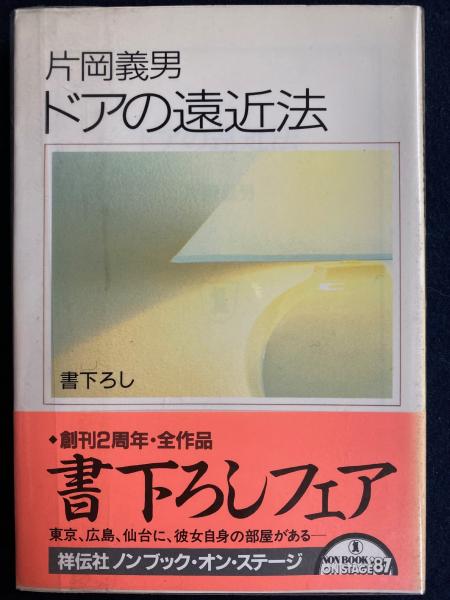 片岡義男
ドアの遠近法
書下ろし
◆創刊2周年・全作品
書下ろしフェア
東京、広島、仙台に、彼女自身の部屋がある―
祥伝社 ノンブック・オン・ステージ
NON BOOK
ON STAGE '87